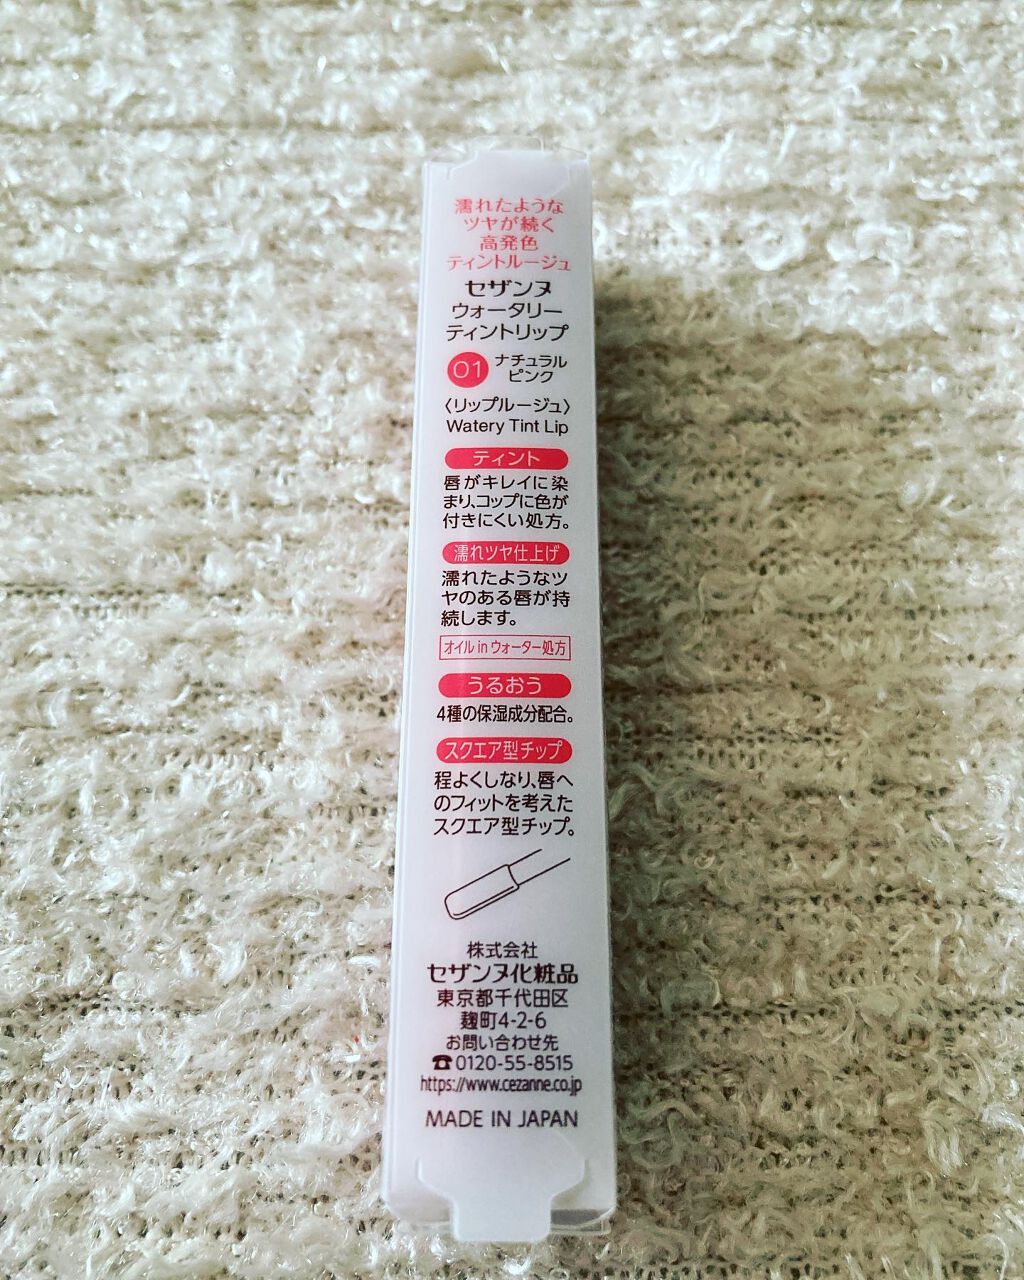 濡れたような
ツヤが続く
高発色
ティントルージュ
セザンヌ
ウォータリー
ティントリップ
01 ナチュラル
ピンク
〈リップルージュ〉
Watery Tint Lip
ティント
唇がキレイに染
まり、コップに色が
付きにくい処方。
濡れツヤ仕上げ
濡れたようなツ
ヤのある唇が持
続します。
オイル in ウォーター処方
うるおう
4種の保湿成分配合。
スクエア型チップ
程よくしなり、唇へ
のフィットを考えた
スクエア型チップ。
株式会社
セザンヌ化粧品
東京都千代田区
麹町4-2-6
お問い合わせ先
☎0120-55-8515
https://www.cezanne.co.jp
MADE IN JAPAN